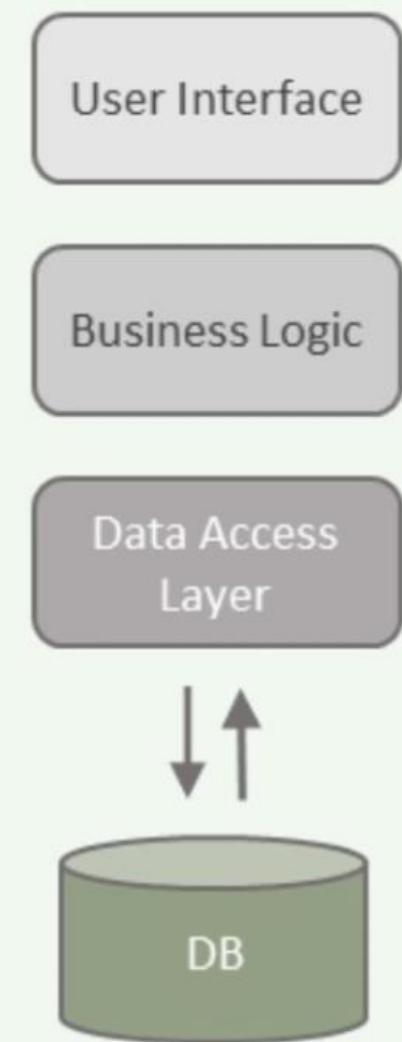 User Interface
Business Logic
Data Access
Layer
DB